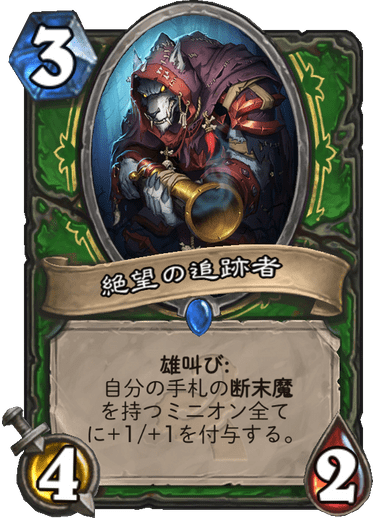 3
絶望の追跡者
雄叫び:
自分の手札の断末魔
を持つミニオン全て
に+1/+1を付与する。
4
2